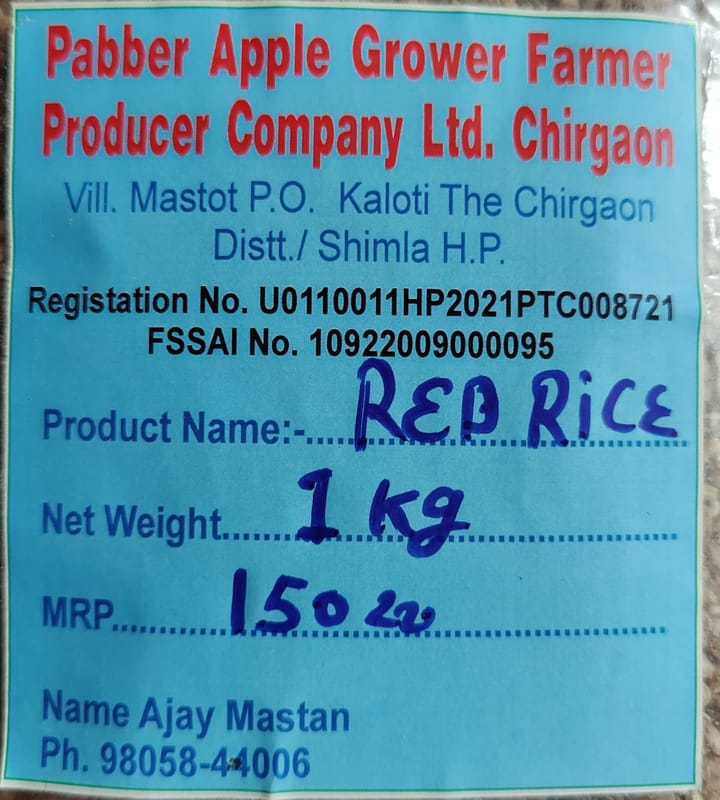 Pabber Apple Grower Farmer
Producer Company Ltd. Chirgaon
Vill. Mastot P.O. Kaloti The Chirgaon
Distt./ Shimla H.P.
Registation No. U0110011HP2021PTC008721
FSSAI No. 10922009000095
Product Name:-....RED RICE
Net Weight......1 kg
MRP......150
Name Ajay Mastan
Ph. 98058-44006